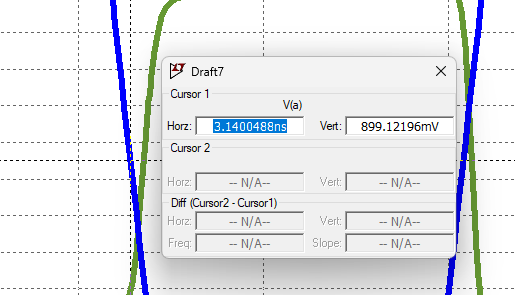 Draft7
Cursor 1
V(a)
Horz: 3.1400488ns Vert: 899.12196mV
Cursor 2
Horz: -- N/A-- Vert: -- N/A--
Diff (Cursor2 - Cursor1)
Horz: -- N/A-- Vert: -- N/A--
Freq: -- N/A-- Slope: -- N/A--